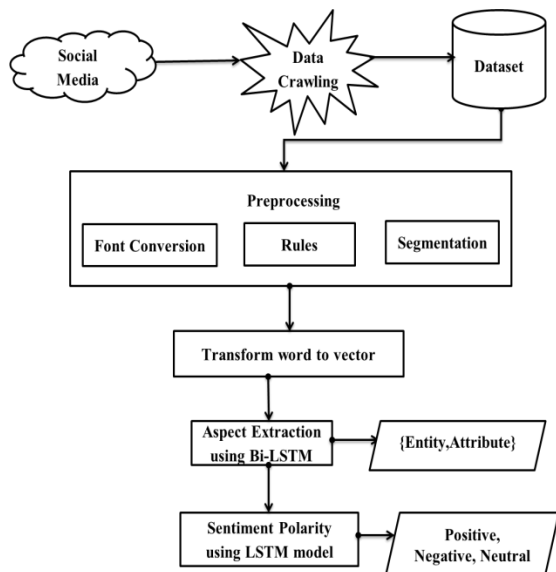 Social
Media
Data
Crawling
Dataset
Preprocessing
Font Conversion
Rules
Segmentation
Transform word to vector
Aspect Extraction
using Bi-LSTM
{Entity,Attribute}
Sentiment Polarity
using LSTM model
Positive,
Negative, Neutral